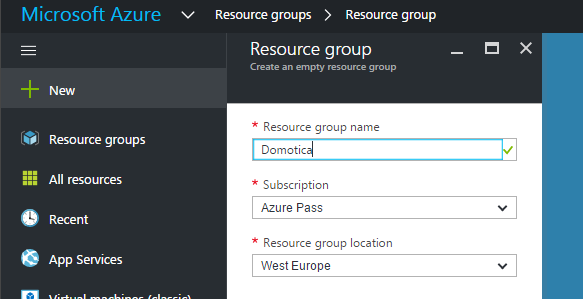 Microsoft Azure
Resource groups > Resource group
Resource group
Create an empty resource group
New
Resource groups
All resources
Recent
App Services
Virtual machines (classic)
* Resource group name
Domotica
* Subscription
Azure Pass
* Resource group location
West Europe